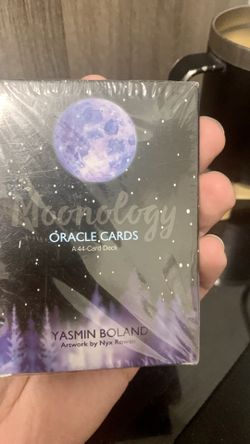 Moonology
ORACLE CARDS
A 44-Card Deck
YASMIN BOLAND
Artwork by Nyx Rowan